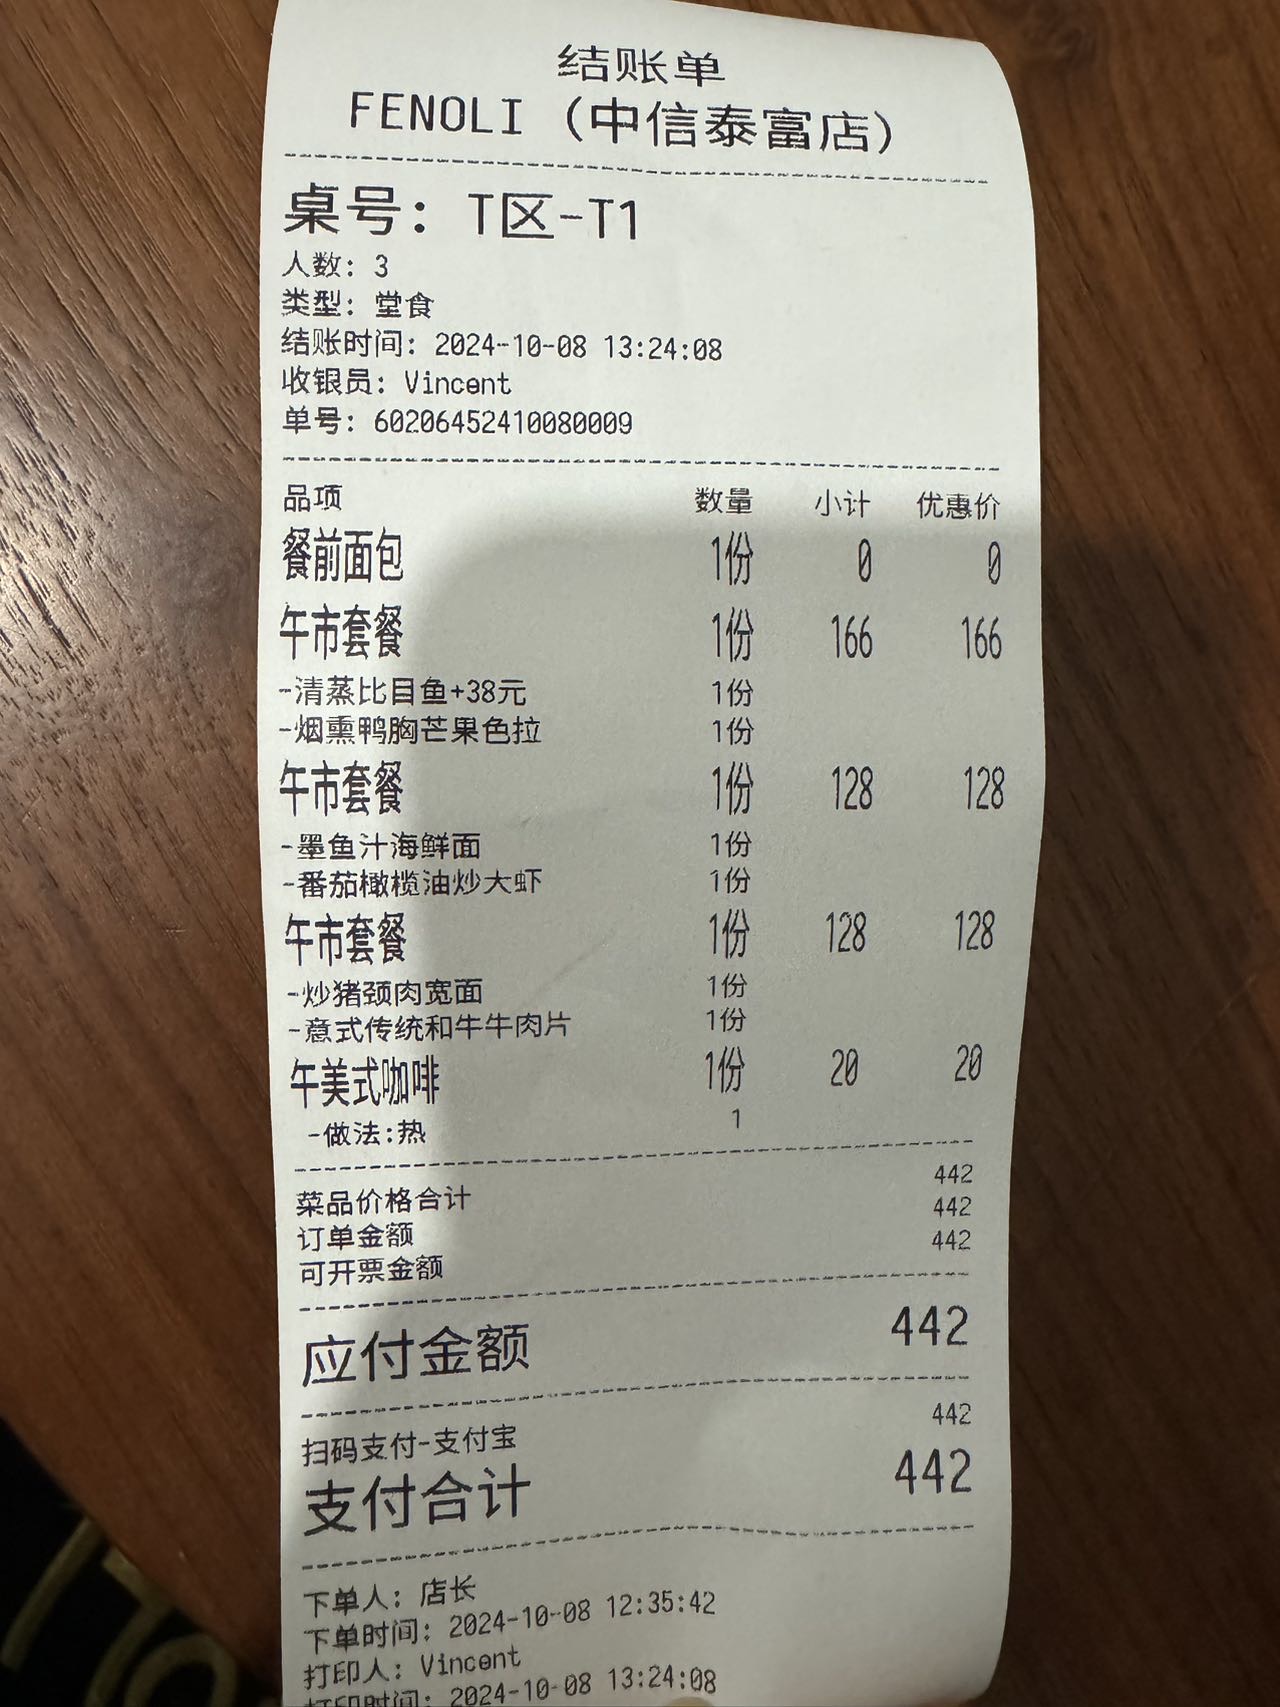 结账单
FENOLI (中信泰富店)
桌号: T区-T1
人数: 3
类型: 堂食
结账时间: 2024-10-08 13:24:08
收银员: Vincent
单号: 60206452410080009
品项 数量 小计 优惠价
餐前面包 1份 0 0
午市套餐 1份 166 166
-清蒸比目鱼+38元 1份
-烟熏鸭胸芒果色拉 1份
午市套餐 1份 128 128
-墨鱼汁海鲜面 1份
-番茄橄榄油炒大虾 1份
午市套餐 1份 128 128
-炒猪颈肉宽面 1份
-意式传统和牛牛肉片 1份
午美式咖啡 1份 20 20
-做法:热 1
菜品价格合计 442
订单金额 442
可开票金额 442
应付金额 442
扫码支付-支付宝 442
支付合计 442
下单人: 店长
下单时间: 2024-10-08 12:35:42
打印人: Vincent
打印时间: 2024-10-08 13:24:08